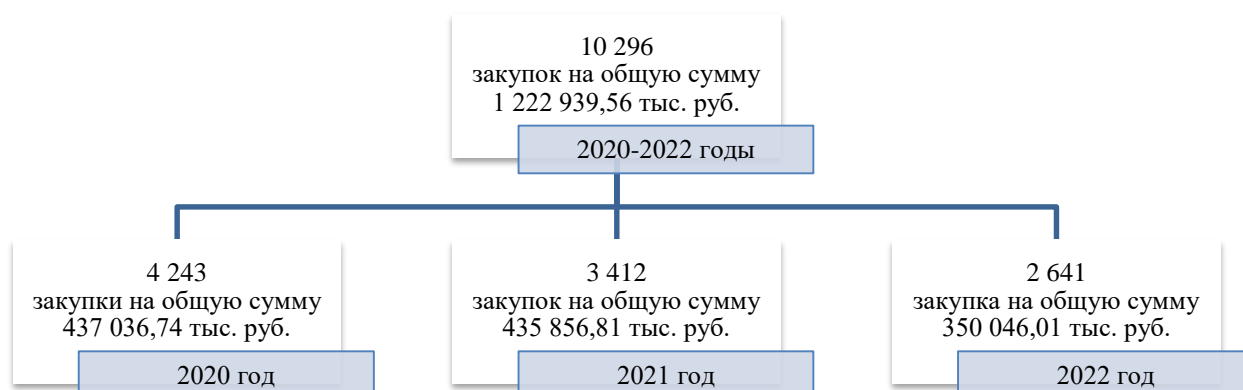 10 296
закупок на общую сумму
1 222 939,56 тыс. руб.
2020-2022 годы
4 243
закупки на общую сумму
437 036,74 тыс. руб.
2020 год
3 412
закупок на общую сумму
435 856,81 тыс. руб.
2021 год
2 641
закупка на общую сумму
350 046,01 тыс. руб.
2022 год